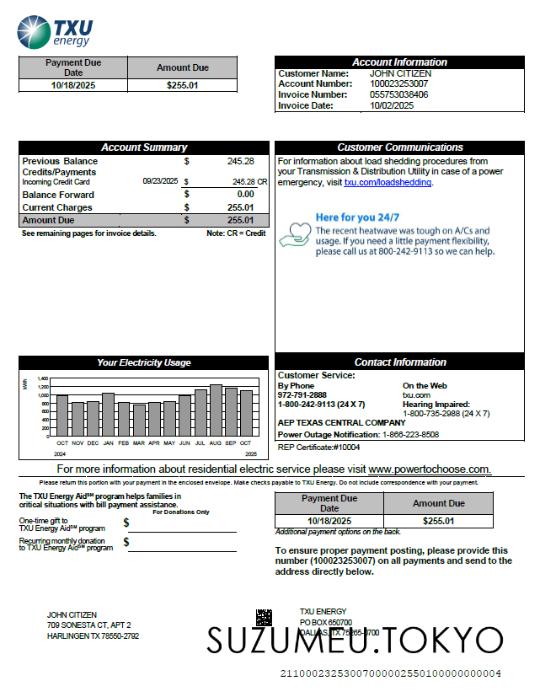 TXU
energy
Payment Due
Date
Amount Due
10/18/2025
$255.01
Account Information
Customer Name: JOHN CITIZEN
Account Number: 100023253007
Invoice Number: 055753038406
Invoice Date: 10/02/2025
Account Summary
Previous Balance $ 245.28
Credits/Payments
Incoming Credit Card 09/23/2025 $ 245.28 CR
Balance Forward $ 0.00
Current Charges $ 255.01
Amount Due $ 255.01
See remaining pages for invoice details. Note: CR = Credit
Customer Communications
For information about load shedding procedures from
your Transmission & Distribution Utility in case of a power
emergency, visit txu.com/loadshedding.
Here for you 24/7
The recent heatwave was tough on A/Cs and
usage. If you need a little payment flexibility,
please call us at 800-242-9113 so we can help.
Your Electricity Usage
kWh
1,400
1,200
1,000
800
600
400
200
0
OCT NOV DEC JAN FEB MAR APR MAY JUN JUL AUG SEP OCT
2024 2025
Contact Information
Customer Service:
By Phone
972-791-2888
1-800-242-9113 (24 X 7)
On the Web
txu.com
Hearing Impaired:
1-800-735-2988 (24 X 7)
AEP TEXAS CENTRAL COMPANY
Power Outage Notification: 1-866-223-8508
REP Certificate:#10004
For more information about residential electric service please visit www.powertochoose.com.
Please return this portion with your payment in the enclosed envelope. Make checks payable to TXU Energy. Do not include correspondence with your payment.
The TXU Energy Aid℠ program helps families in
critical situations with bill payment assistance.
For Donations Only
One-time gift to
TXU Energy Aid℠ program $
Recurring monthly donation
to TXU Energy Aid℠ program $
Payment Due
Date
Amount Due
10/18/2025
$255.01
Additional payment options on the back.
To ensure proper payment posting, please provide this
number (100023253007) on all payments and send to the
address directly below.
JOHN CITIZEN
709 SONESTA CT, APT 2
HARLINGEN TX 78550-2792
TXU ENERGY
PO BOX 650700
DALLAS, TX 75265-0700
SUZUMEU.TOKYO